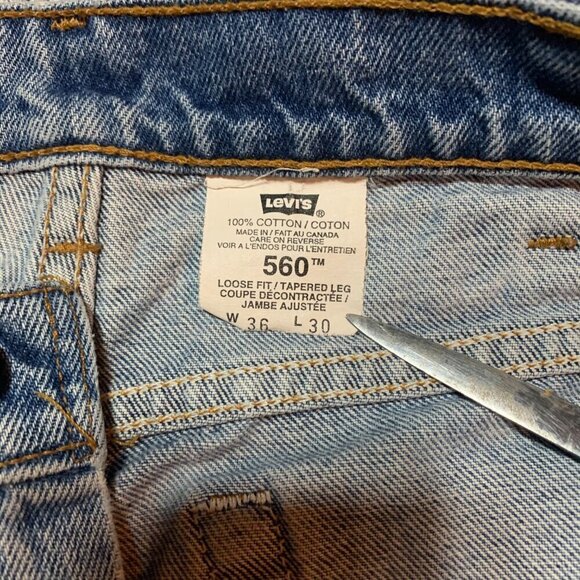 Levi's ®
100% COTTON / COTON
MADE IN / FAIT AU CANADA
CARE ON REVERSE
VOIR A L'ENDOS POUR L'ENTRETIEN
560™
LOOSE FIT / TAPERED LEG
COUPE DÉCONTRACTÉE /
JAMBE AJUSTÉE
W 36 L 30